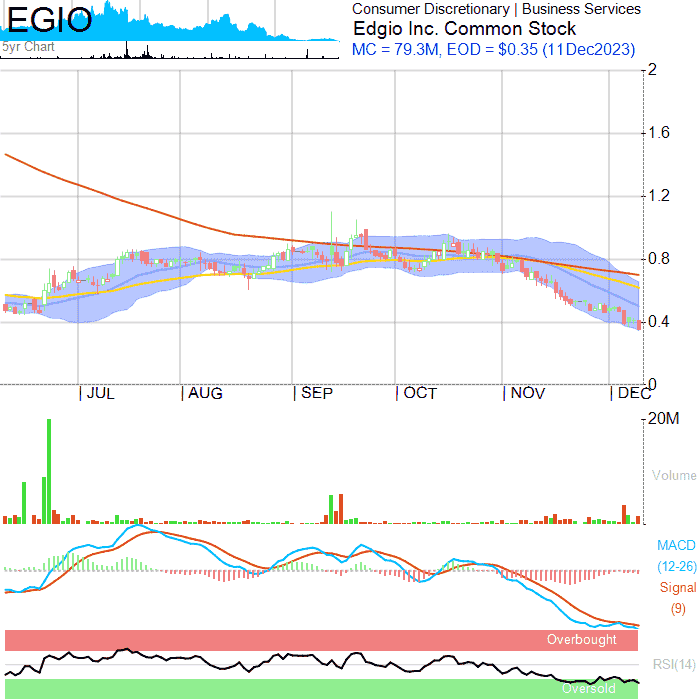 EGIO
5yr Chart
Consumer Discretionary | Business Services
Edgio Inc. Common Stock
MC = 79.3M, EOD = $0.35 (11Dec2023)
2
1.6
1.2
0.8
0.4
0
JUL AUG SEP OCT NOV DEC
20M
Volume
MACD
(12-26)
Signal
(9)
Overbought
RSI(14)
Oversold